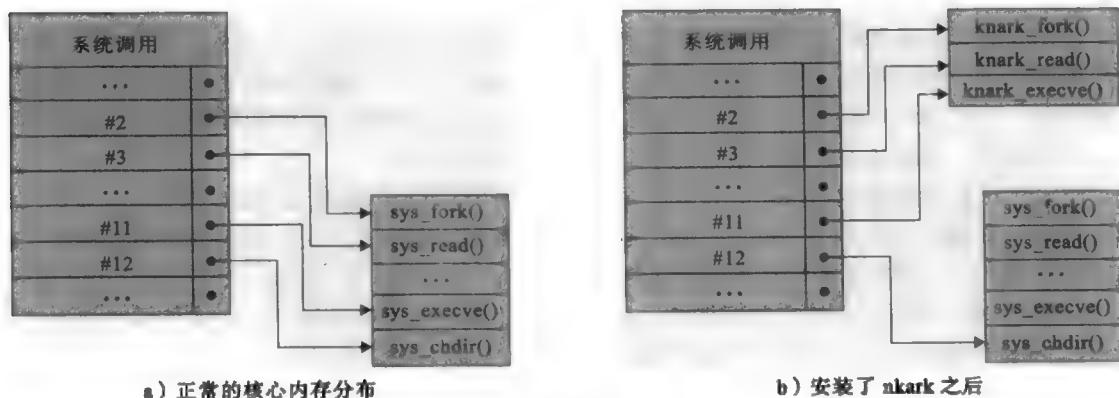 系统调用
...
#2
#3
...
#11
#12
...
sys_fork()
sys_read()
...
sys_execve()
sys_chdir()
a）正常的核心内存分布
系统调用
...
#2
#3
...
#11
#12
...
knark_fork()
knark_read()
knark_execve()
sys_fork()
sys_read()
...
sys_execve()
sys_chdir()
b）安装了 nkark 之后